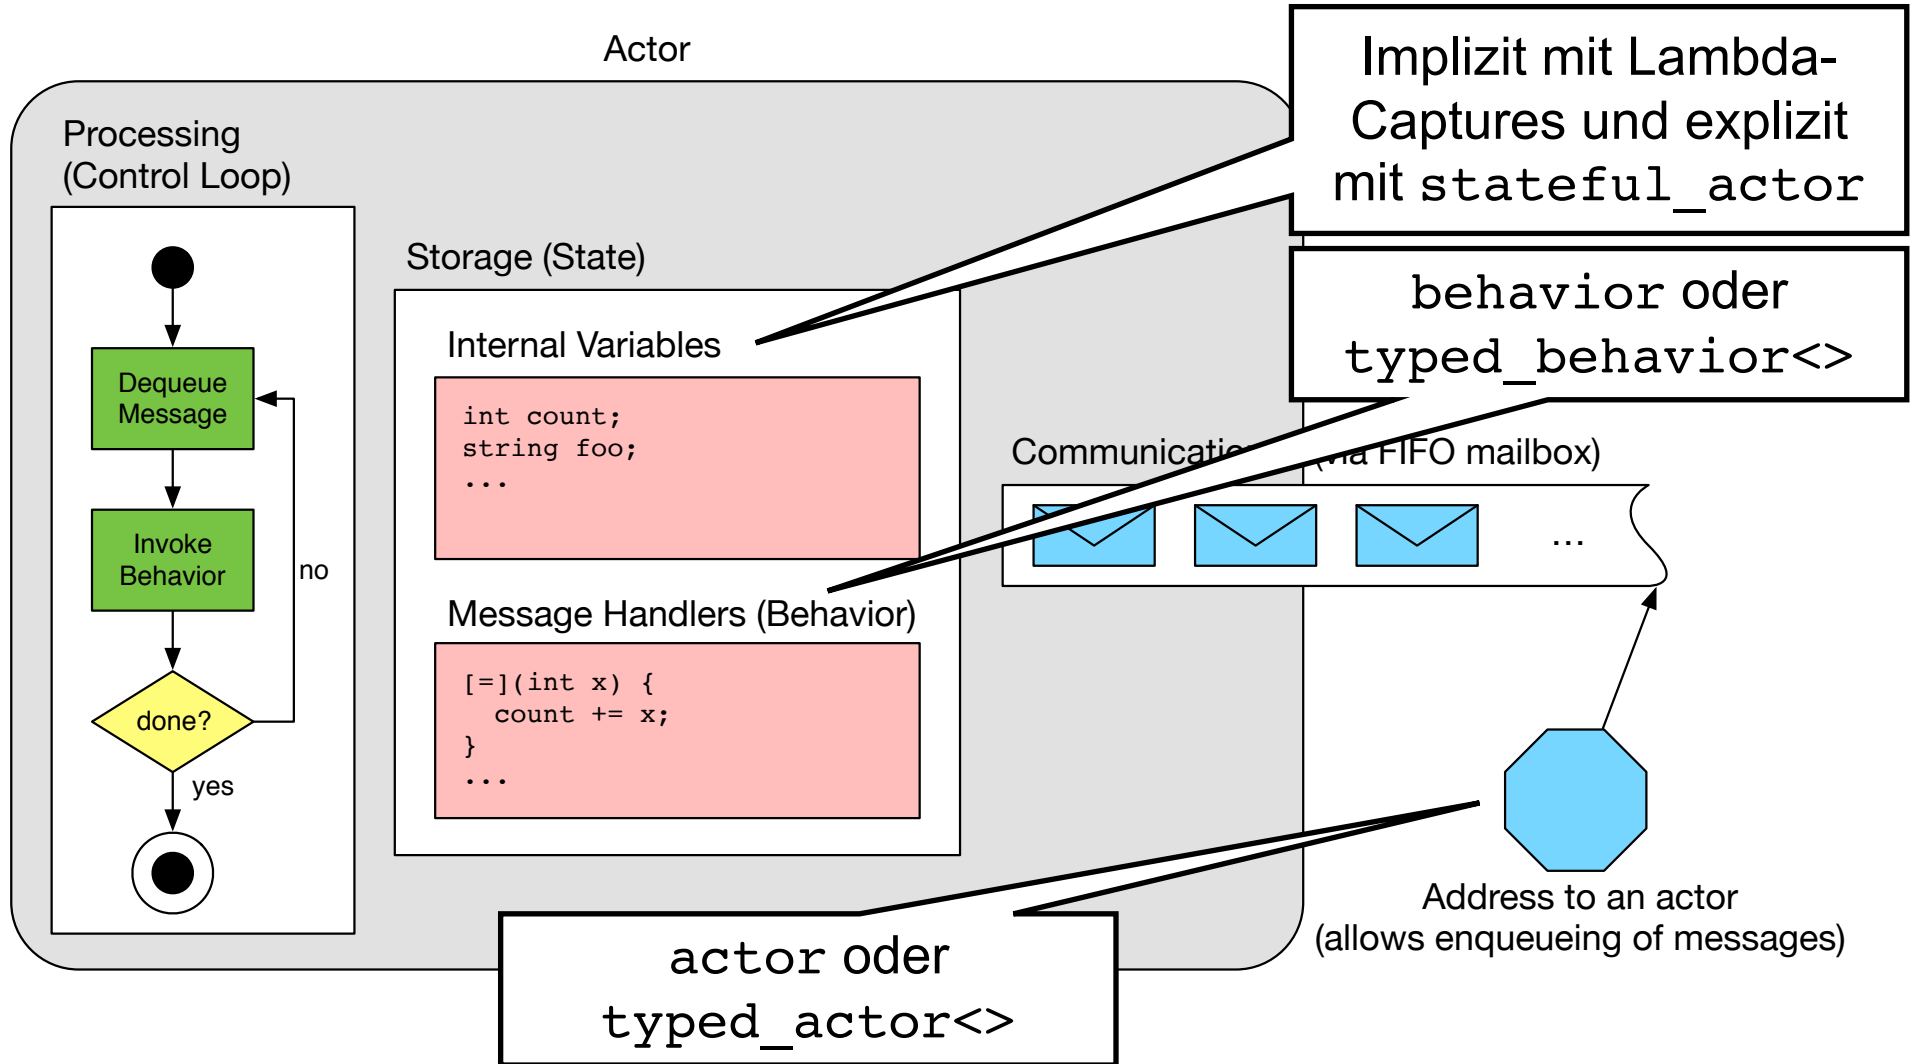 Actor
Implizit mit Lambda-
Captures und explizit
mit stateful_actor
Processing
(Control Loop)
Storage (State)
behavior oder
typed_behavior<>
Internal Variables
Dequeue
Message
int count;
string foo;
...
Communication (via FIFO mailbox)
...
Invoke
Behavior
no
Message Handlers (Behavior)
[=](int x) {
count += x;
}
...
done?
yes
Address to an actor
(allows enqueueing of messages)
actor oder
typed_actor<>